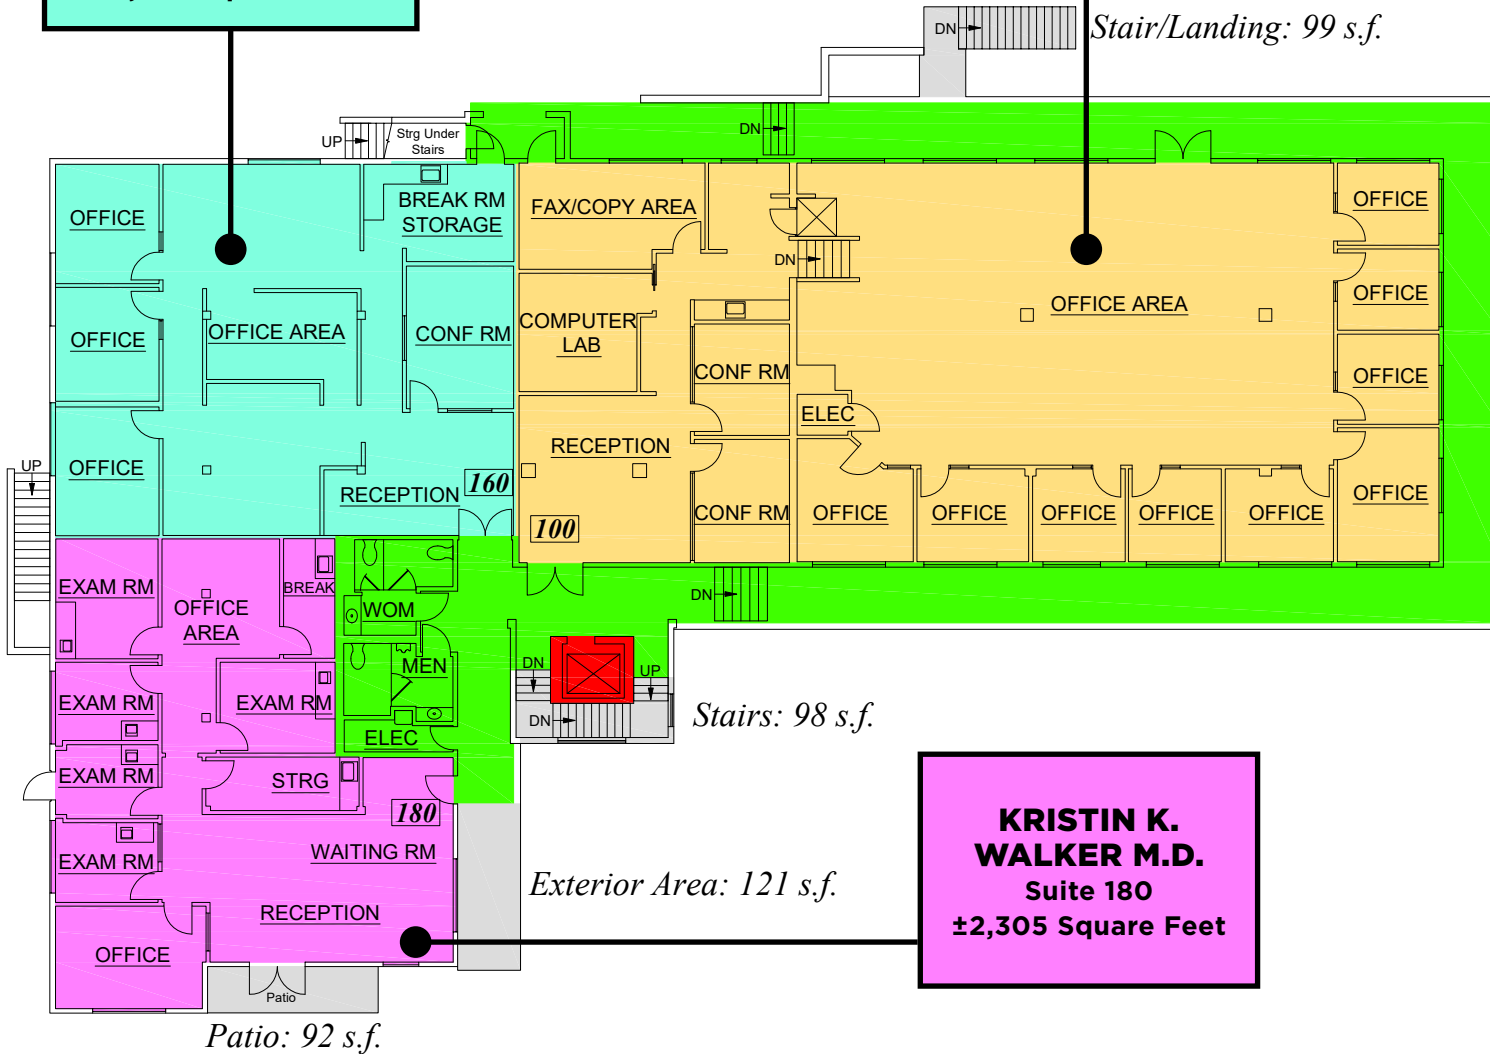 Stair/Landing: 99 s.f.
DN
DN
UP
Strg Under
Stairs
OFFICE
BREAK RM
STORAGE
FAX/COPY AREA
OFFICE
DN
OFFICE
OFFICE AREA
CONF RM
COMPUTER
LAB
OFFICE AREA
OFFICE
CONF RM
OFFICE
ELEC
RECEPTION
OFFICE
UP
RECEPTION
160
100
CONF RM
OFFICE
OFFICE
OFFICE
OFFICE
OFFICE
OFFICE
EXAM RM
OFFICE
AREA
BREAK
WOM
DN
MEN
DN
UP
EXAM RM
EXAM RM
DN
Stairs: 98 s.f.
ELEC
EXAM RM
STRG
180
EXAM RM
WAITING RM
RECEPTION
OFFICE
Exterior Area: 121 s.f.
KRISTIN K.
WALKER M.D.
Suite 180
±2,305 Square Feet
Patio
Patio: 92 s.f.